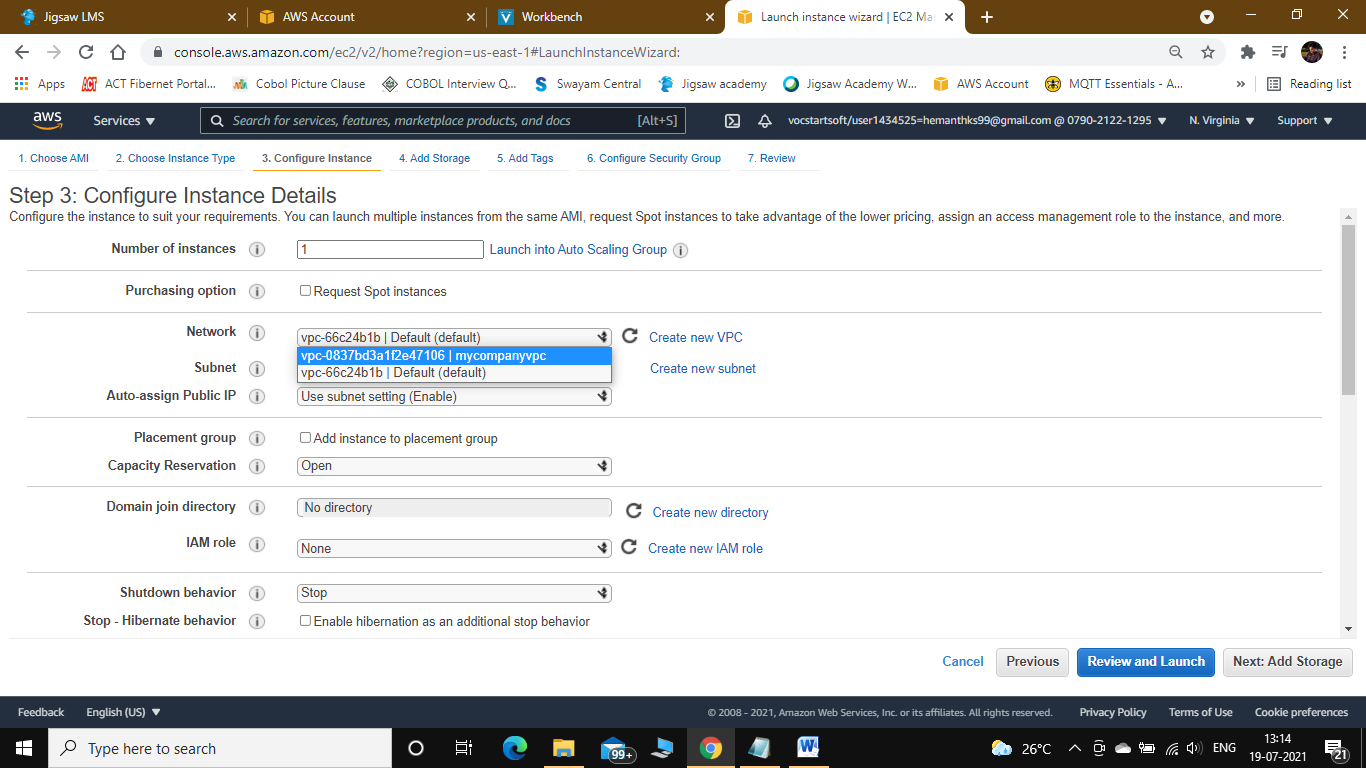 Jigsaw LMS
AWS Account
Workbench
Launch instance wizard | EC2 Ma
console.aws.amazon.com/ec2/v2/home?region=us-east-1#LaunchInstanceWizard:
Apps
ACT Fibernet Portal...
Cobol Picture Clause
COBOL Interview Q...
Swayam Central
Jigsaw academy
Jigsaw Academy W...
AWS Account
MQTT Essentials - A...
»
Reading list
aws
Services
Search for services, features, marketplace products, and docs
[Alt+S]
vocstartsoft/user1434525=hemanthks99@gmail.com @ 0790-2122-1295
N. Virginia
Support
1. Choose AMI
2. Choose Instance Type
3. Configure Instance
4. Add Storage
5. Add Tags
6. Configure Security Group
7. Review
Step 3: Configure Instance Details
Configure the instance to suit your requirements. You can launch multiple instances from the same AMI, request Spot instances to take advantage of the lower pricing, assign an access management role to the instance, and more.
Number of instances
1
Launch into Auto Scaling Group
Purchasing option
Request Spot instances
Network
vpc-66c24b1b | Default (default)
Create new VPC
vpc-0837bd3a1f2e47106 | mycompanyvpc
vpc-66c24b1b | Default (default)
Subnet
Create new subnet
Auto-assign Public IP
Use subnet setting (Enable)
Placement group
Add instance to placement group
Capacity Reservation
Open
Domain join directory
No directory
Create new directory
IAM role
None
Create new IAM role
Shutdown behavior
Stop
Stop - Hibernate behavior
Enable hibernation as an additional stop behavior
Cancel
Previous
Review and Launch
Next: Add Storage
Feedback
English (US)
© 2008 - 2021, Amazon Web Services, Inc. or its affiliates. All rights reserved.
Privacy Policy
Terms of Use
Cookie preferences
Type here to search
99+
26°C
ENG
13:14
19-07-2021
21